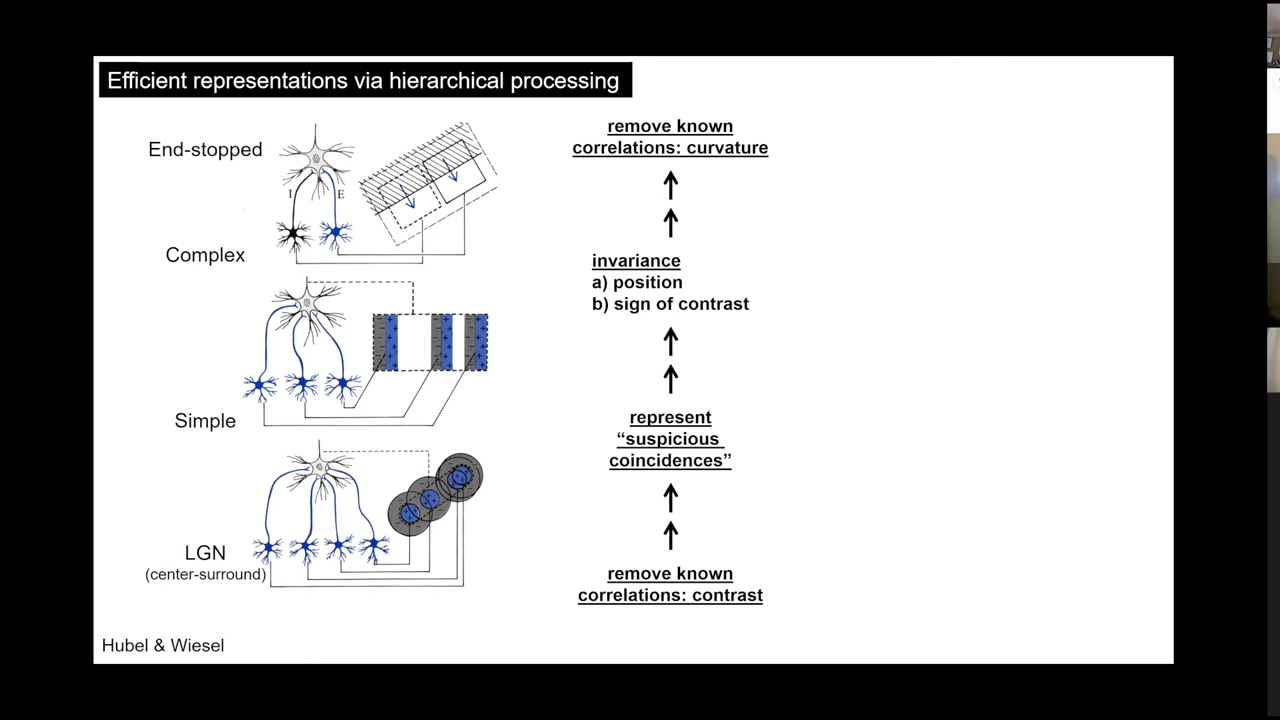 Efficient representations via hierarchical processing
End-stopped
I
E
Complex
Simple
LGN
(center-surround)
Hubel & Wiesel
remove known
correlations: curvature
invariance
a) position
b) sign of contrast
represent
“suspicious
coincidences”
remove known
correlations: contrast